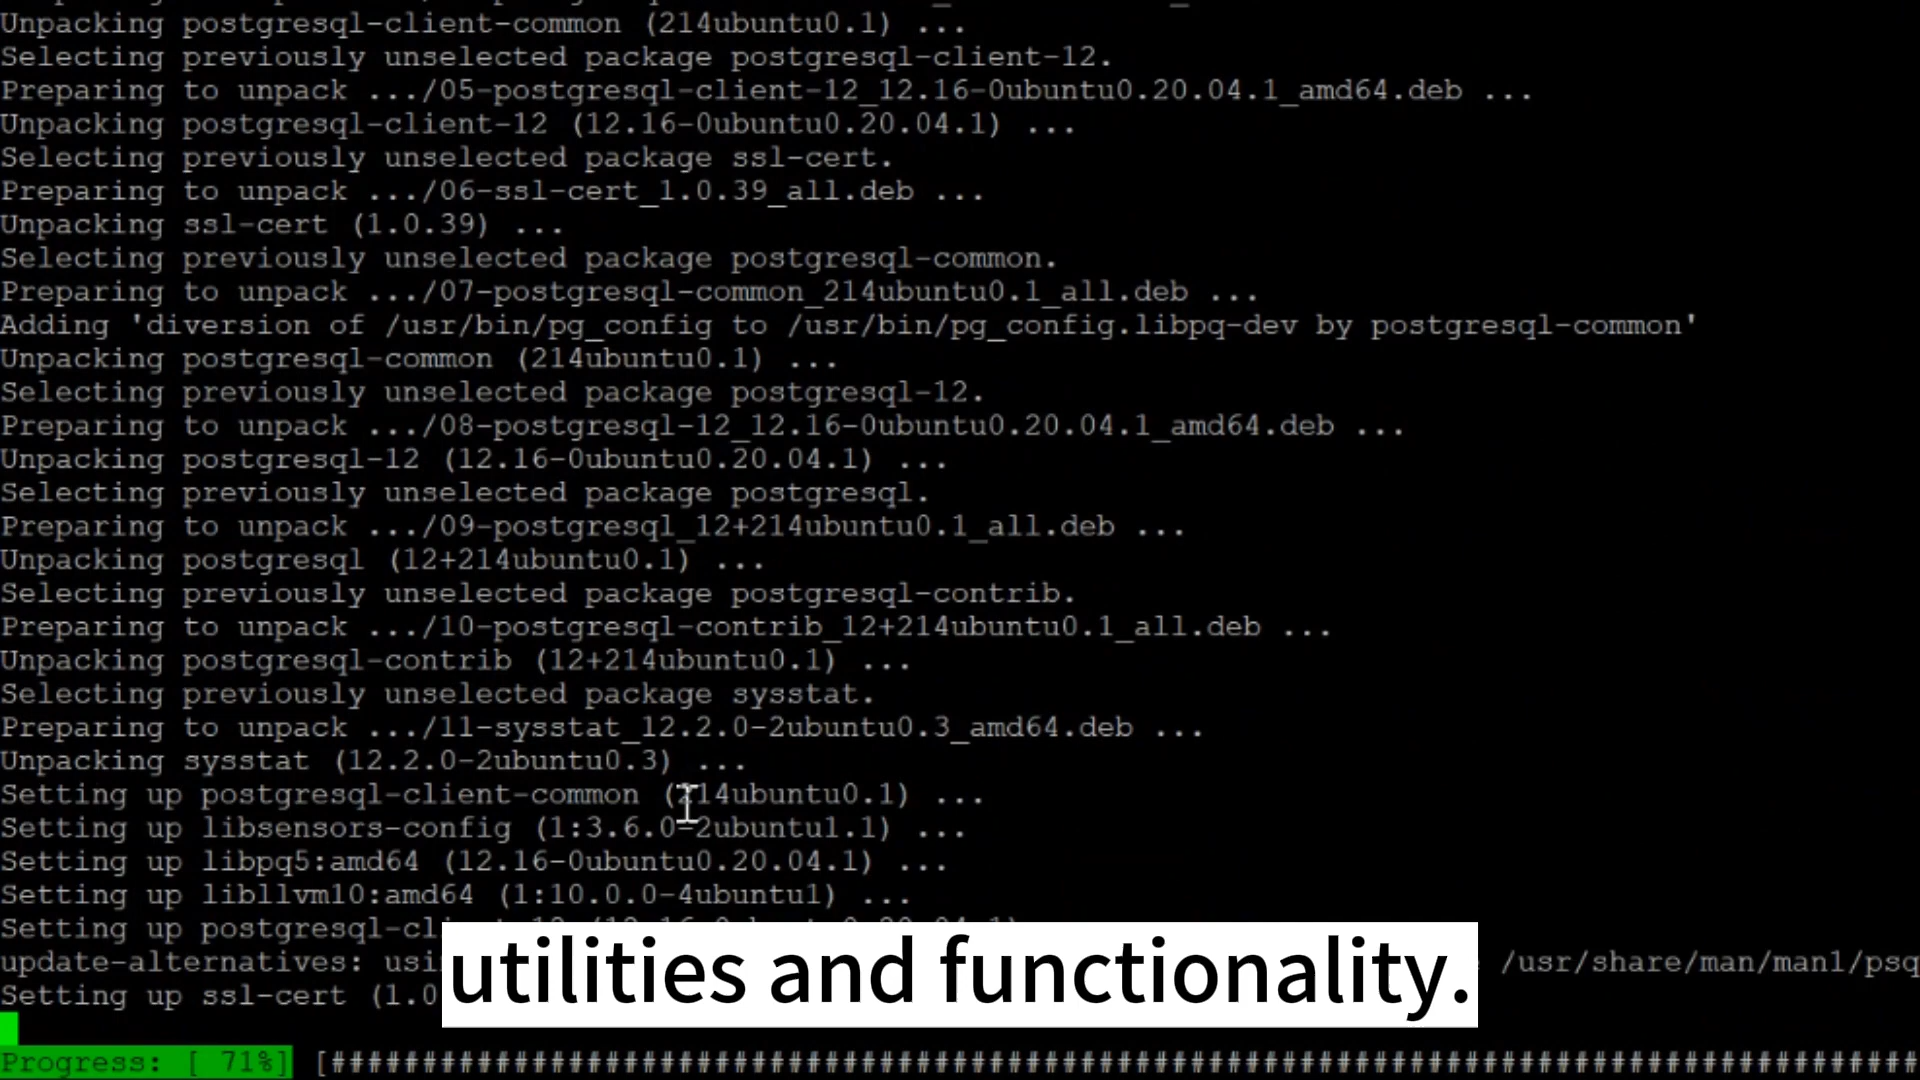 Unpacking postgresql-client-common (214ubuntu0.1) ...
Selecting previously unselected package postgresql-client-12.
Preparing to unpack .../05-postgresql-client-12_12.16-0ubuntu0.20.04.1_amd64.deb ...
Unpacking postgresql-client-12 (12.16-0ubuntu0.20.04.1) ...
Selecting previously unselected package ssl-cert.
Preparing to unpack .../06-ssl-cert_1.0.39_all.deb ...
Unpacking ssl-cert (1.0.39) ...
Selecting previously unselected package postgresql-common.
Preparing to unpack .../07-postgresql-common_214ubuntu0.1_all.deb ...
Adding 'diversion of /usr/bin/pg_config to /usr/bin/pg_config.libpq-dev by postgresql-common'
Unpacking postgresql-common (214ubuntu0.1) ...
Selecting previously unselected package postgresql-12.
Preparing to unpack .../08-postgresql-12_12.16-0ubuntu0.20.04.1_amd64.deb ...
Unpacking postgresql-12 (12.16-0ubuntu0.20.04.1) ...
Selecting previously unselected package postgresql.
Preparing to unpack .../09-postgresql_12+214ubuntu0.1_all.deb ...
Unpacking postgresql (12+214ubuntu0.1) ...
Selecting previously unselected package postgresql-contrib.
Preparing to unpack .../10-postgresql-contrib_12+214ubuntu0.1_all.deb ...
Unpacking postgresql-contrib (12+214ubuntu0.1) ...
Selecting previously unselected package sysstat.
Preparing to unpack .../11-sysstat_12.2.0-2ubuntu0.3_amd64.deb ...
Unpacking sysstat (12.2.0-2ubuntu0.3) ...
Setting up postgresql-client-common (214ubuntu0.1) ...
Setting up libsensors-config (1:3.6.0-2ubuntu1.1) ...
Setting up libpq5:amd64 (12.16-0ubuntu0.20.04.1) ...
Setting up libllvm10:amd64 (1:10.0.0-4ubuntu1) ...
Setting up postgresql-cl
update-alternatives: usi /usr/share/man/man1/psq
Setting up ssl-cert (1.0
utilities and functionality.
Progress: [ 71%] [#######################################################################################